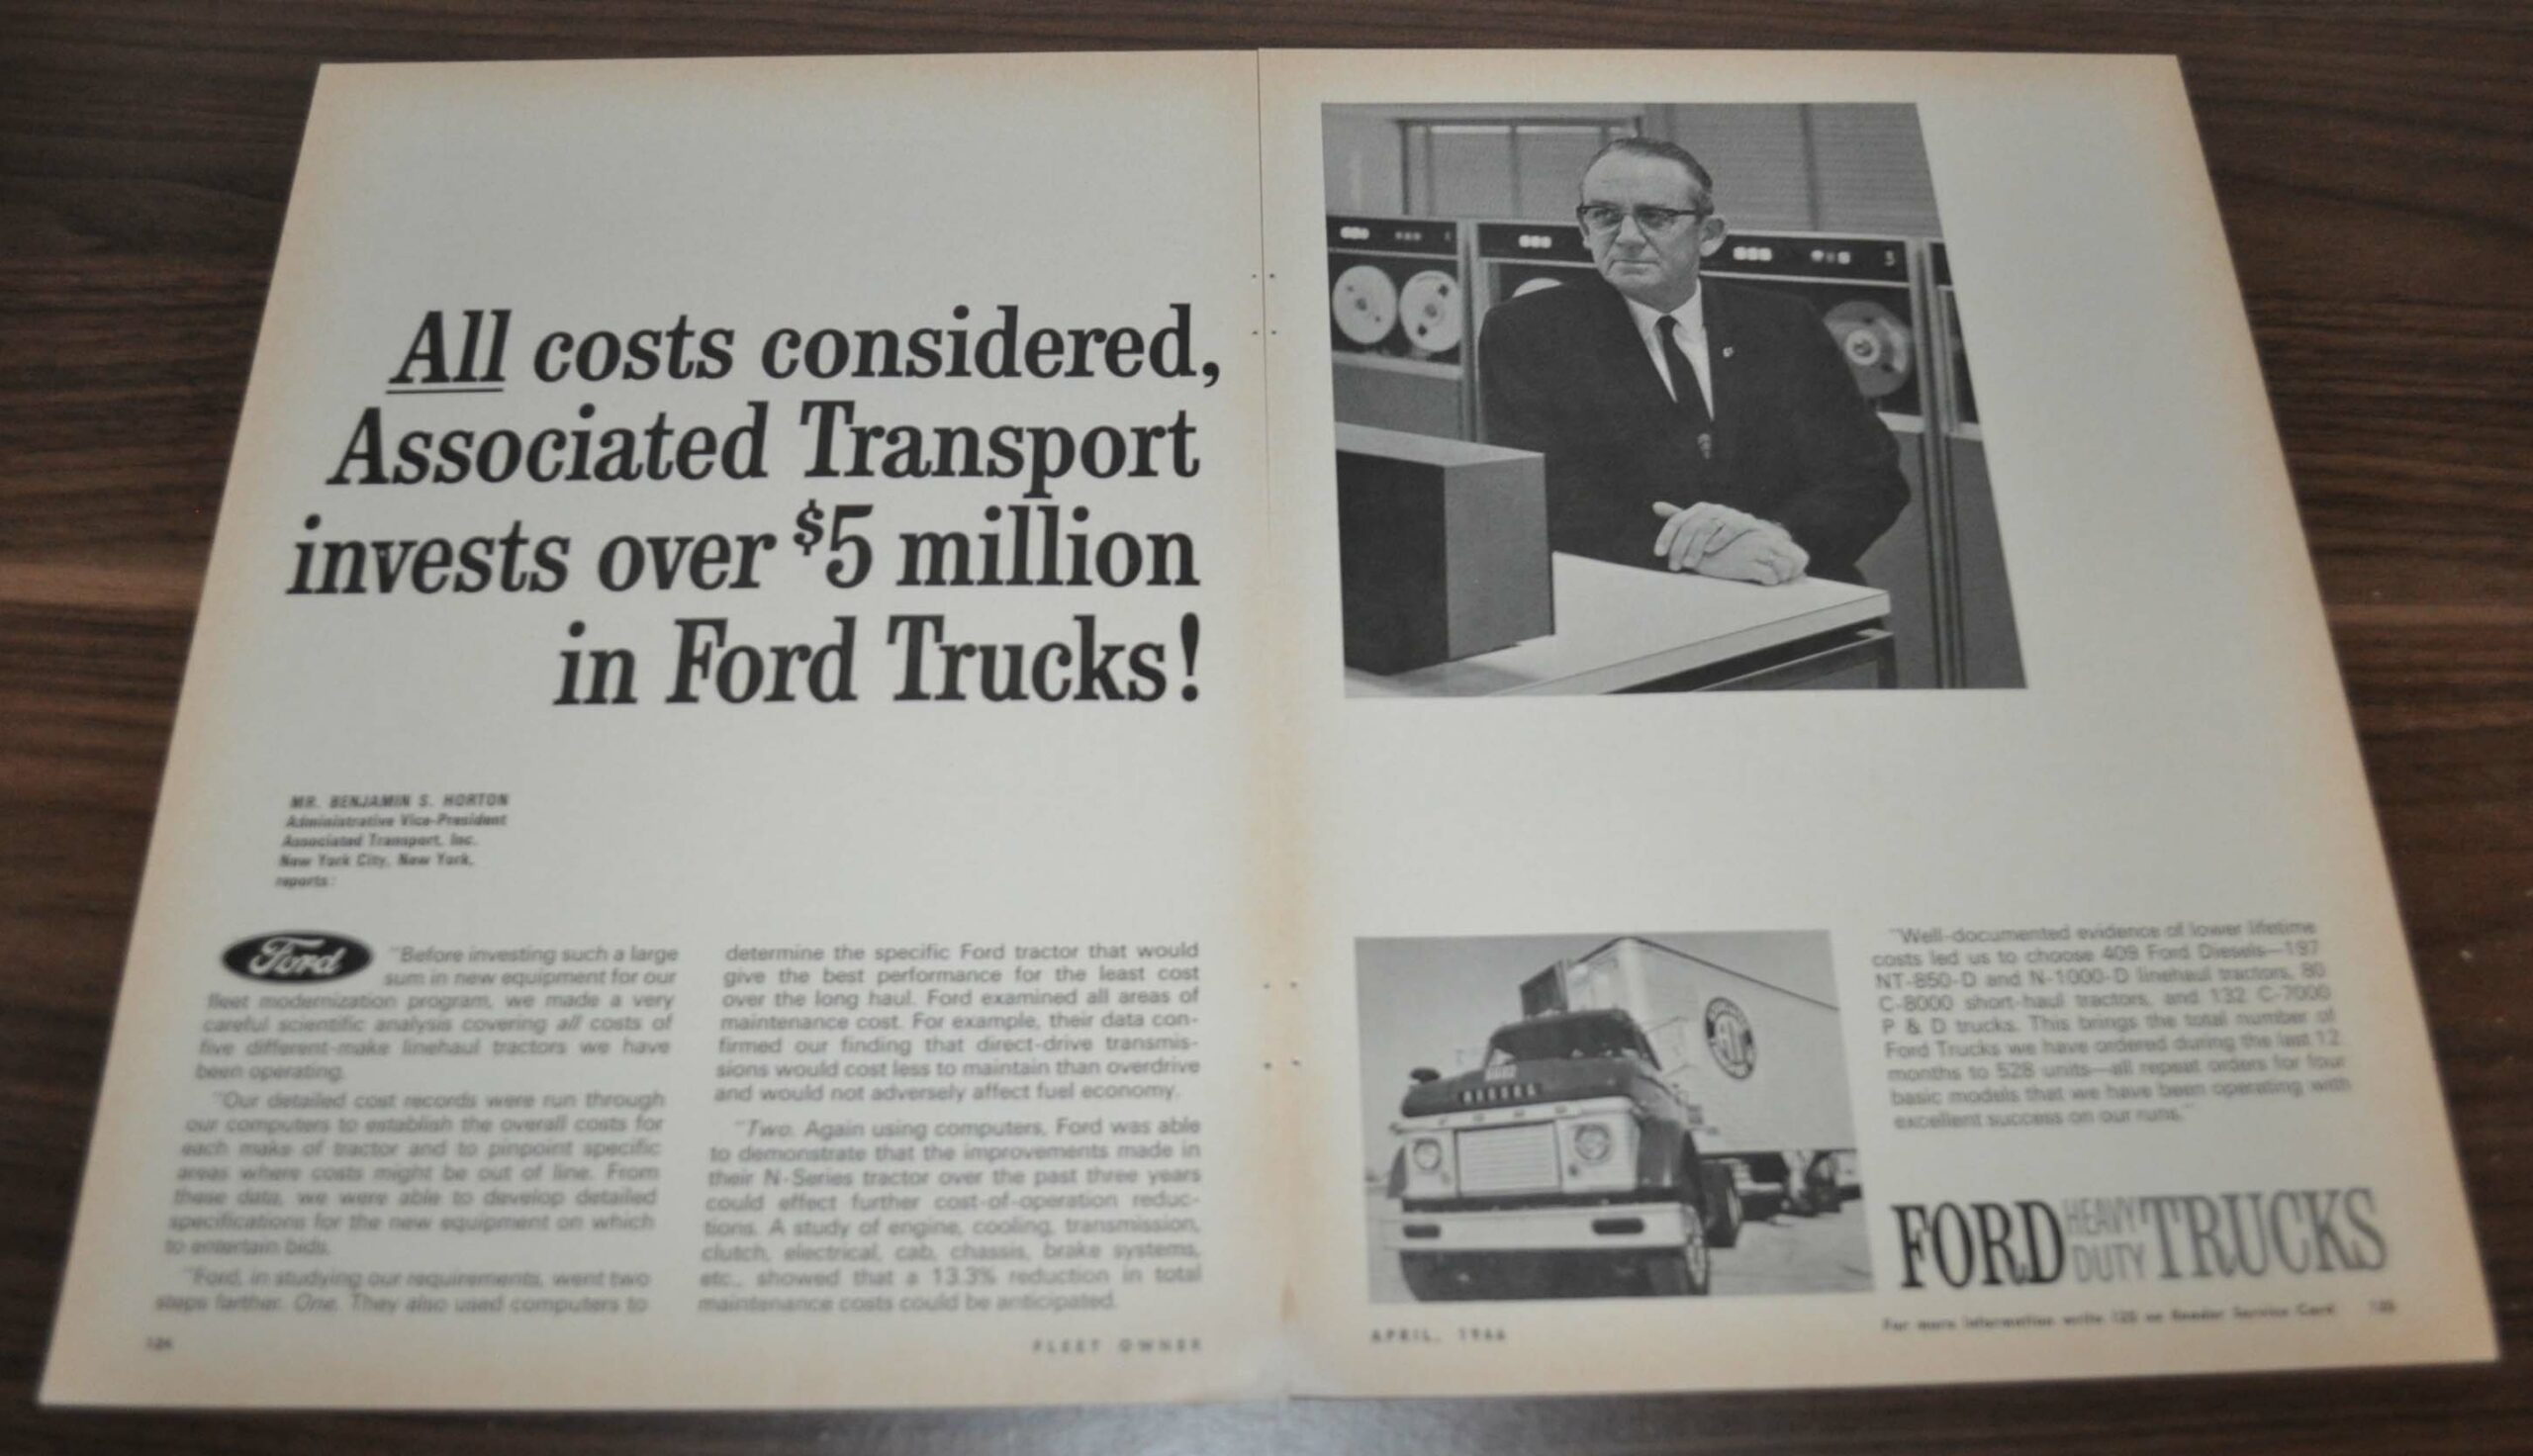 All costs considered,
Associated Transport
invests over $5 million
in Ford Trucks!
MR. BENJAMIN S. HORTON
Administrative Vice-President
Associated Transport, Inc.
New York City, New York,
reports:
Ford
"Before investing such a large
sum in new equipment for our
fleet modernization program, we made a very
careful scientific analysis covering all costs of
five different-make linehaul tractors we have
been operating.
"Our detailed cost records were run through
our computers to establish the overall costs for
each make of tractor and to pinpoint specific
areas where costs might be out of line. From
these data, we were able to develop detailed
specifications for the new equipment on which
to entertain bids.
"Ford, in studying our requirements, went two
steps farther. One. They also used computers to
determine the specific Ford tractor that would
give the best performance for the least cost
over the long haul. Ford examined all areas of
maintenance cost. For example, their data con-
firmed our finding that direct-drive transmis-
sions would cost less to maintain than overdrive
and would not adversely affect fuel economy.
"Two. Again using computers, Ford was able
to demonstrate that the improvements made in
their N-Series tractor over the past three years
could effect further cost-of-operation reduc-
tions. A study of engine, cooling, transmission,
clutch, electrical, cab, chassis, brake systems,
etc., showed that a 13.3% reduction in total
maintenance costs could be anticipated.
124
FLEET OWNER
3
DIESEL
"Well-documented evidence of lower lifetime
costs led us to choose 409 Ford Diesels—197
NT-850-D and N-1000-D linehaul tractors, 80
C-8000 short-haul tractors, and 132 C-7000
P & D trucks. This brings the total number of
Ford Trucks we have ordered during the last 12
months to 528 units—all repeat orders for four
basic models that we have been operating with
excellent success on our runs."
FORD HEAVY DUTY TRUCKS
For more information write 125 on Reader Service Card 125
APRIL, 1966